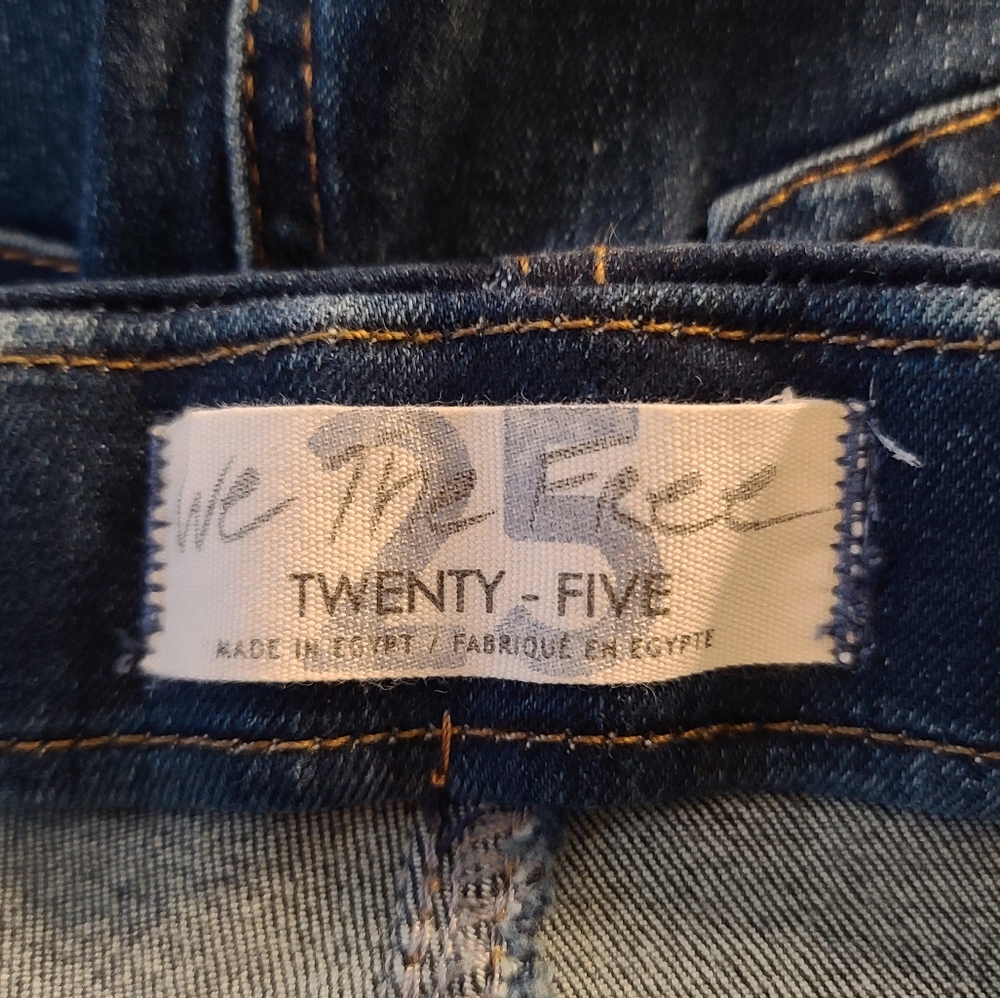 25
We The Free
TWENTY - FIVE
MADE IN EGYPT / FABRIQUÉ EN EGYPTE